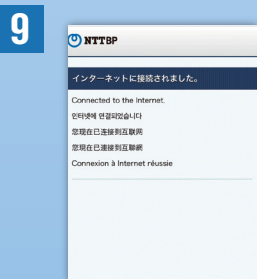 9
NTTBP
インターネットに接続されました。
Connected to the Internet.
인터넷에 연결되었습니다
您现在已连接到互联网
您現在已連接到互聯網
Connexion à Internet réussie